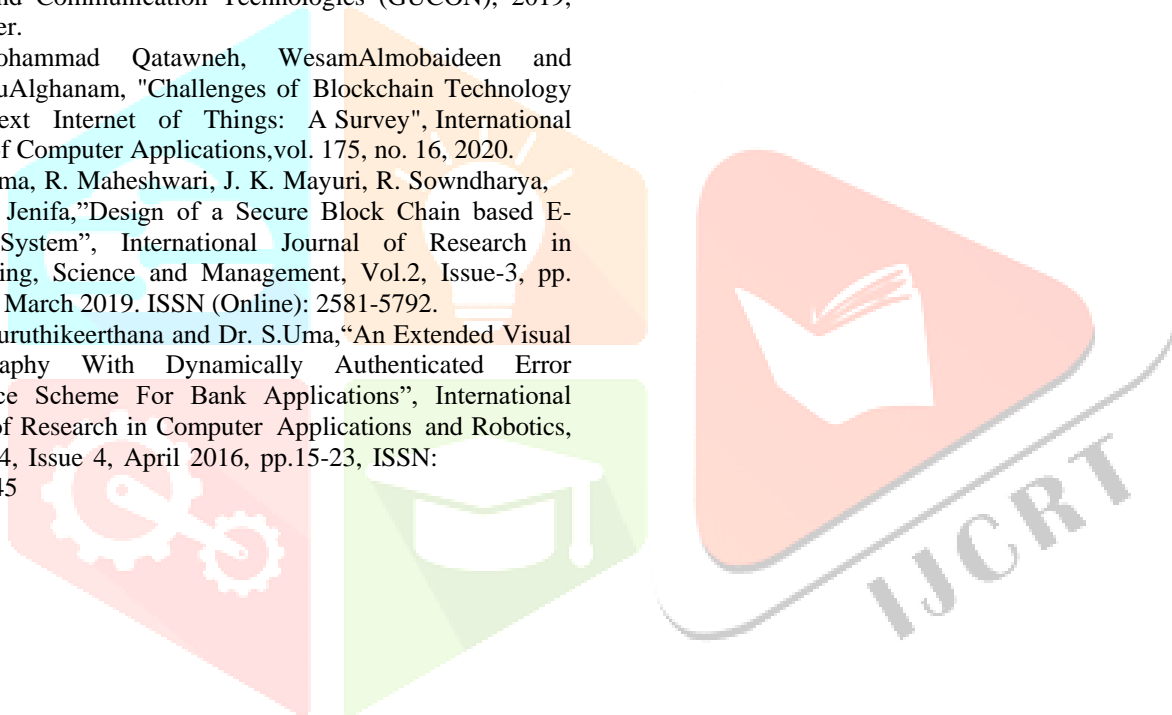 nd Communication Technologies (GUCON), 2019,
er.
ohammad Qatawneh, WesamAlmobaideen and
uAlghanam, "Challenges of Blockchain Technology
ext Internet of Things: A Survey", International
of Computer Applications,vol. 175, no. 16, 2020.
ma, R. Maheshwari, J. K. Mayuri, R. Sowndharya,
Jenifa,”Design of a Secure Block Chain based E-
System”, International Journal of Research in
ing, Science and Management, Vol.2, Issue-3, pp.
March 2019. ISSN (Online): 2581-5792.
uruthikeerthana and Dr. S.Uma,“An Extended Visual
aphy With Dynamically Authenticated Error
ce Scheme For Bank Applications”, International
of Research in Computer Applications and Robotics,
4, Issue 4, April 2016, pp.15-23, ISSN:
45
IJCRT